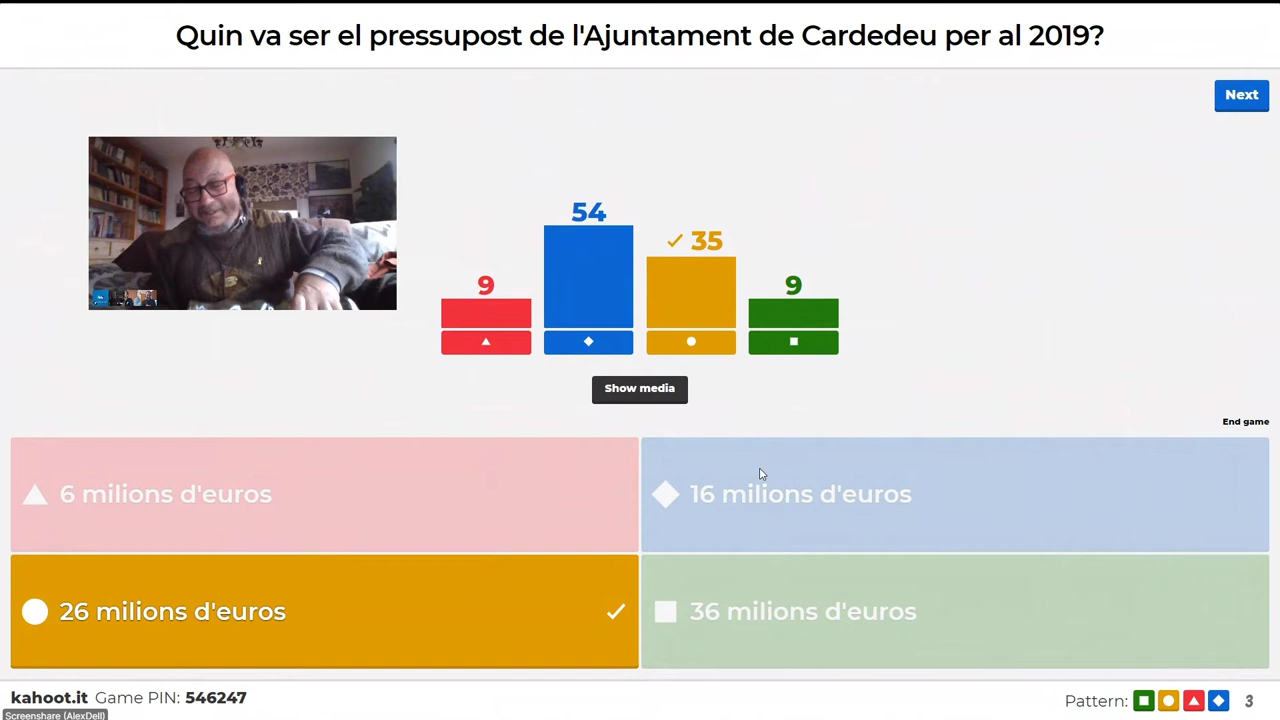 Quin va ser el pressupost de l'Ajuntament de Cardedeu per al 2019?
Next
9
54
35
9
Show media
End game
6 milions d'euros
16 milions d'euros
26 milions d'euros
36 milions d'euros
kahoot.it Game PIN: 546247
Pattern: 3
Screenshare (AlexDell)